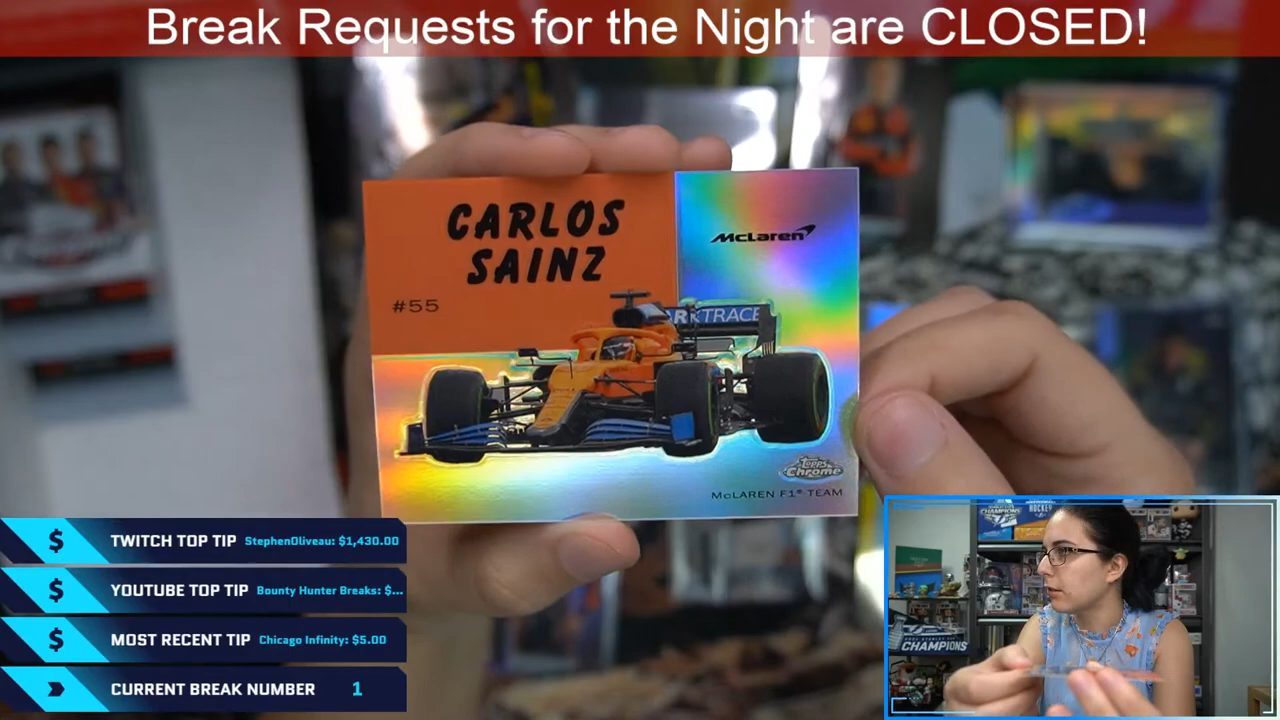 Break Requests for the Night are CLOSED!
CARLOS
SAINZ
#55
McLaren
RKTRACE
Topps
Chrome
McLAREN F1® TEAM
HOCKEY
CHAMPIONS
CHAMPIONS
$ TWITCH TOP TIP StephenOliveau: $1,430.00
$ YOUTUBE TOP TIP Bounty Hunter Breaks: $...
$ MOST RECENT TIP Chicago Infinity: $5.00
CURRENT BREAK NUMBER 1